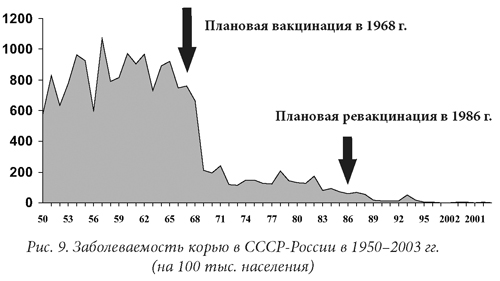 1200
Плановая вакцинация в 1968 г.
1000
800
600
Плановая ревакцинация в 1986 г.
400
200
0
50 53 56 57 59 62 65 68 71 74 77 80 83 86 89 92 95 2002 2001
Рис. 9. Заболеваемость корью в СССР-России в 1950–2003 гг.
(на 100 тыс. населения)